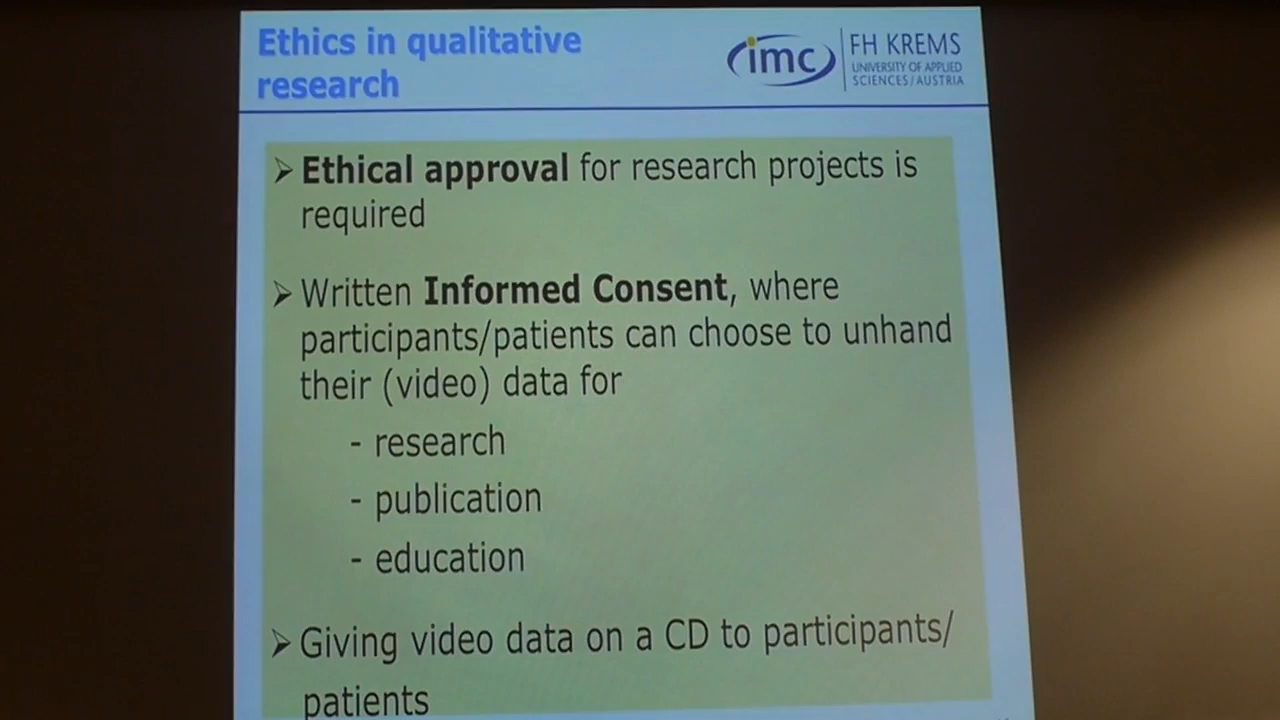 Ethics in qualitative
research
imc
FH KREMS
UNIVERSITY OF APPLIED
SCIENCES/AUSTRIA
➢ Ethical approval for research projects is
required
➢ Written Informed Consent, where
participants/patients can choose to unhand
their (video) data for
- research
- publication
- education
➢ Giving video data on a CD to participants/
patients